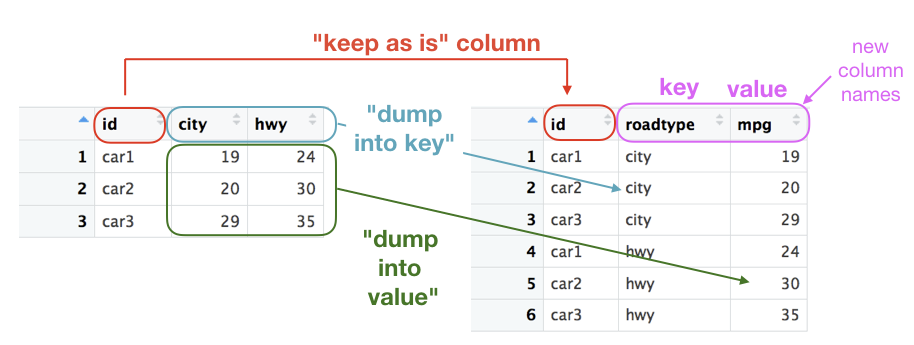 "keep as is" column
new
column
names
key value
id city hwy
1 car1 19 24
2 car2 20 30
3 car3 29 35
"dump
into key"
"dump
into
value"
id roadtype mpg
1 car1 city 19
2 car2 city 20
3 car3 city 29
4 car1 hwy 24
5 car2 hwy 30
6 car3 hwy 35